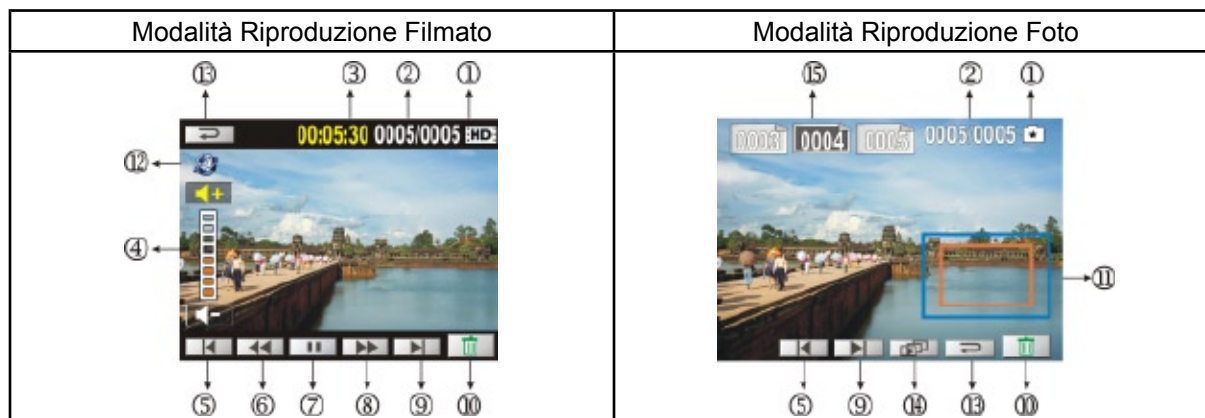 Modalità Riproduzione Filmato
Modalità Riproduzione Foto
⑬ ③ ② ①
00:05:30 0005/0005 HD
⑫
④
⑤ ⑥ ⑦ ⑧ ⑨ ⑩
⑮ ② ①
0003 0004 0005 0005/0005
⑪
⑤ ⑨ ⑭ ⑬ ⑩